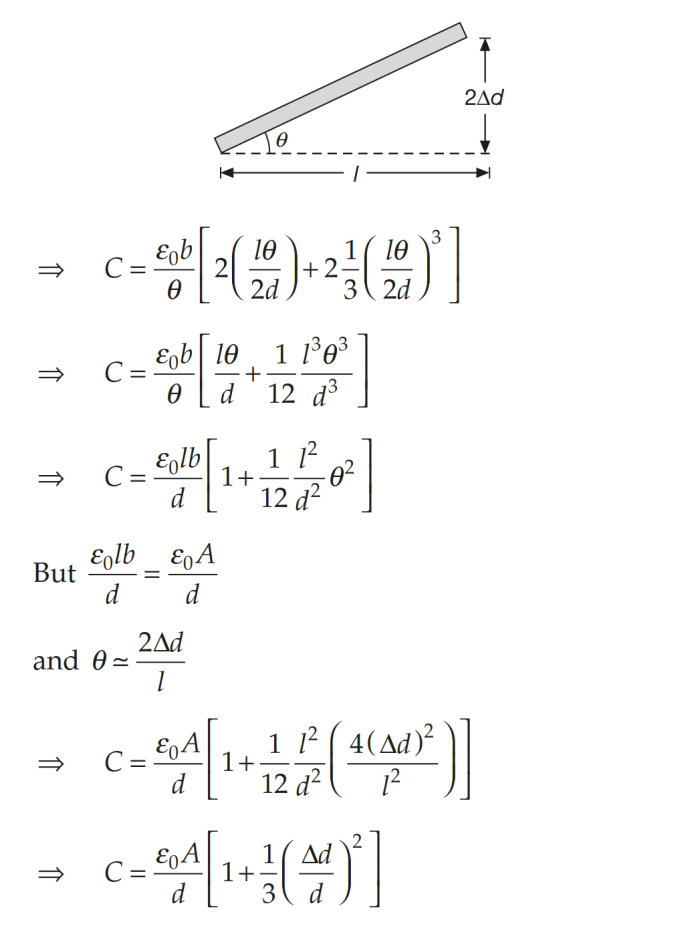 2Δd
θ
l
⇒ C = ε₀b/θ [ 2(lθ/2d) + 2 1/3 (lθ/2d)³ ]
⇒ C = ε₀b/θ [ lθ/d + 1/12 l³θ³/d³ ]
⇒ C = ε₀lb/d [ 1 + 1/12 l²/d² θ² ]
But ε₀lb/d = ε₀A/d
and θ ≃ 2Δd/l
⇒ C = ε₀A/d [ 1 + 1/12 l²/d² ( 4(Δd)²/l² ) ]
⇒ C = ε₀A/d [ 1 + 1/3 ( Δd/d )² ]